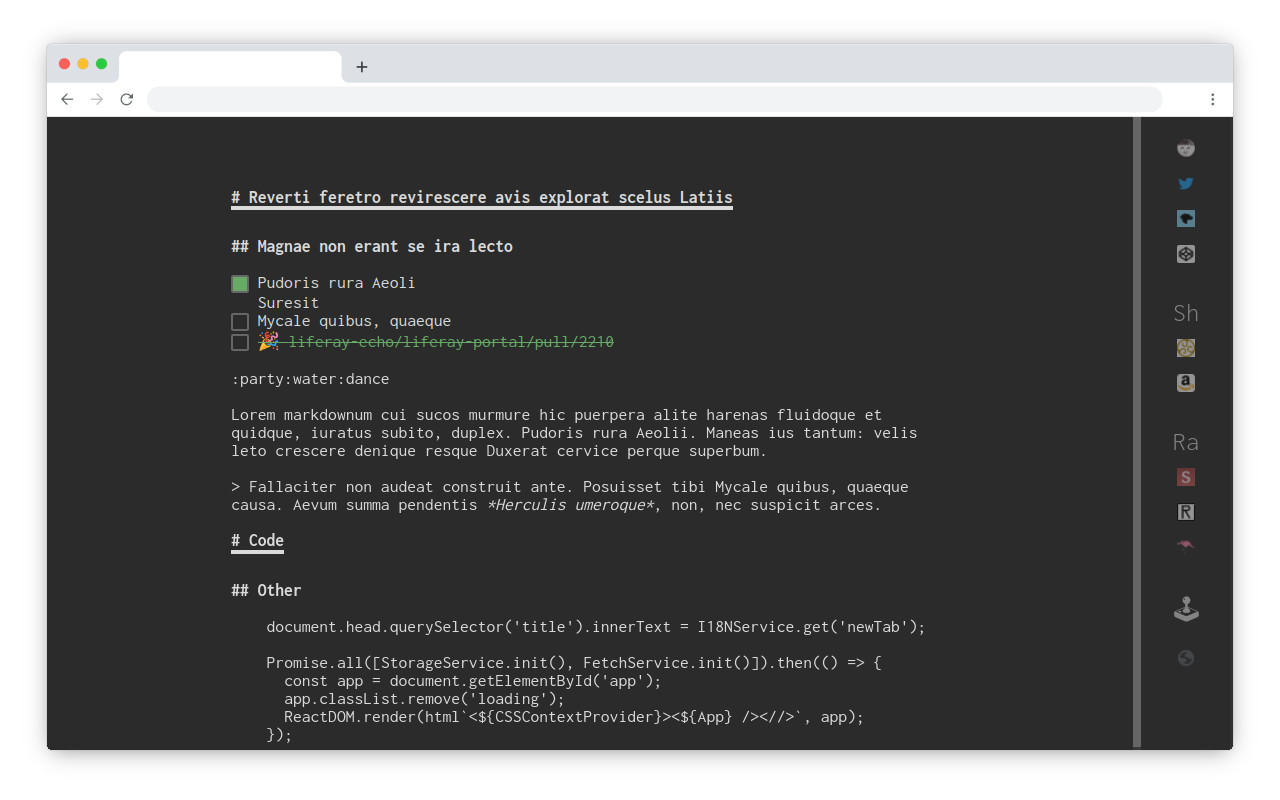 # Reverti feretro revirescere avis explorat scelus Latiis
## Magnae non erant se ira lecto
Pudoris rura Aeoli
Suresit
Mycale quibus, quaeque
🎉 liferay-echo/liferay-portal/pull/2210
:party:water:dance
Lorem markdownum cui sucos murmure hic puerpera alite harenas fluidoque et
quidque, iuratus subito, duplex. Pudoris rura Aeolii. Maneas ius tantum: velis
leto crescere denique resque Duxerat cervice perque superbum.
> Fallaciter non audeat construit ante. Posuisset tibi Mycale quibus, quaeque
causa. Aevum summa pendentis *Herculis umeroque*, non, nec suspicit arces.
# Code
## Other
document.head.querySelector('title').innerText = I18NService.get('newTab');
Promise.all([StorageService.init(), FetchService.init()]).then(() => {
  const app = document.getElementById('app');
  app.classList.remove('loading');
  ReactDOM.render(html`<${CSSContextProvider}><${App} /><//>`, app);
});
Sh
a
Ra
S
R